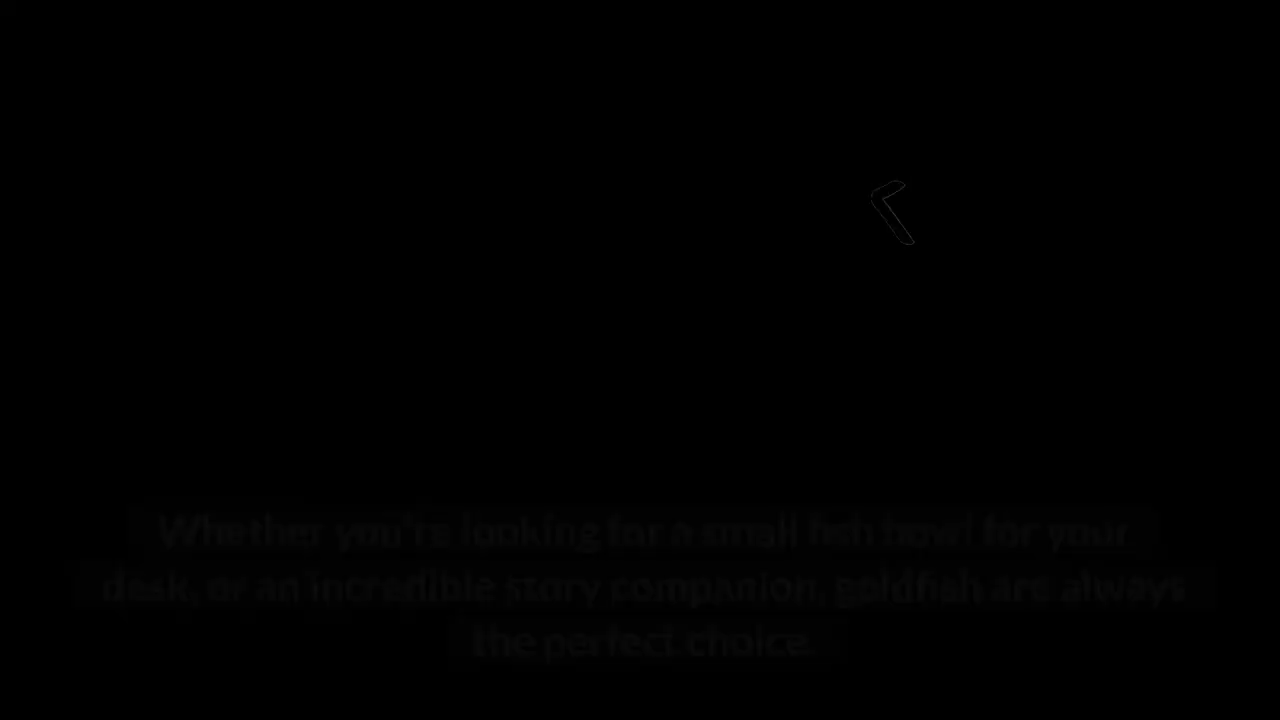 Whether you're looking for a small fish bowl for your
desk, or an incredible story companion, goldfish are always
the perfect choice.